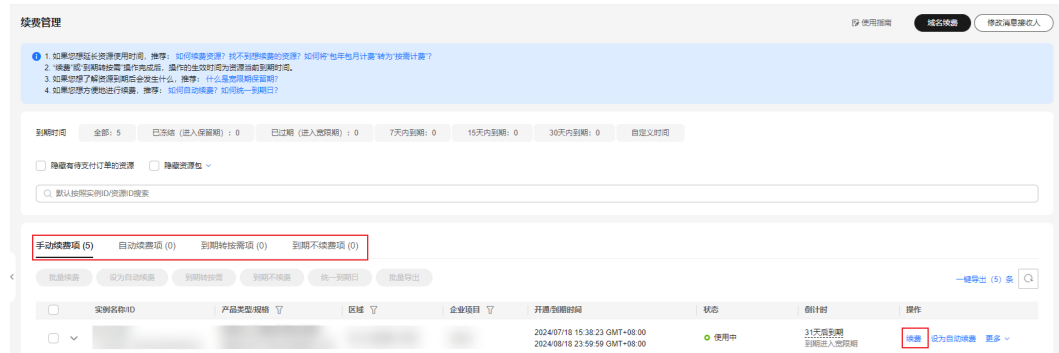 续费管理
使用指南
域名续费
修改消息接收人
1. 如果您想延长资源使用时间，推荐：如何续费资源？找不到想续费的资源？如何将“包年包月计费”转为“按需计费”？
2. “续费”或“到期转按需”操作完成后，操作的生效时间为资源当前到期时间。
3. 如果您想了解资源到期后会发生什么，推荐：什么是宽限期保留期？
4. 如果您想方便地进行续费，推荐：如何自动续费？如何统一到期日？
到期时间 全部：5 已冻结（进入保留期）：0 已过期（进入宽限期）：0 7天内到期：0 15天内到期：0 30天内到期：0 自定义时间
隐藏有待支付订单的资源 隐藏资源包
默认按照实例ID/资源ID搜索
手动续费项 (5) 自动续费项 (0) 到期转按需项 (0) 到期不续费项 (0)
批量续费 设为自动续费 到期转按需 到期不续费 统一到期日 批量导出
一键导出（5）条
实例名称/ID 产品类型/规格 区域 企业项目 开通/到期时间 状态 倒计时 操作
2024/07/18 15:38:23 GMT+08:00
2024/08/18 23:59:59 GMT+08:00
使用中
31天后到期
到期进入宽限期
续费 设为自动续费 更多